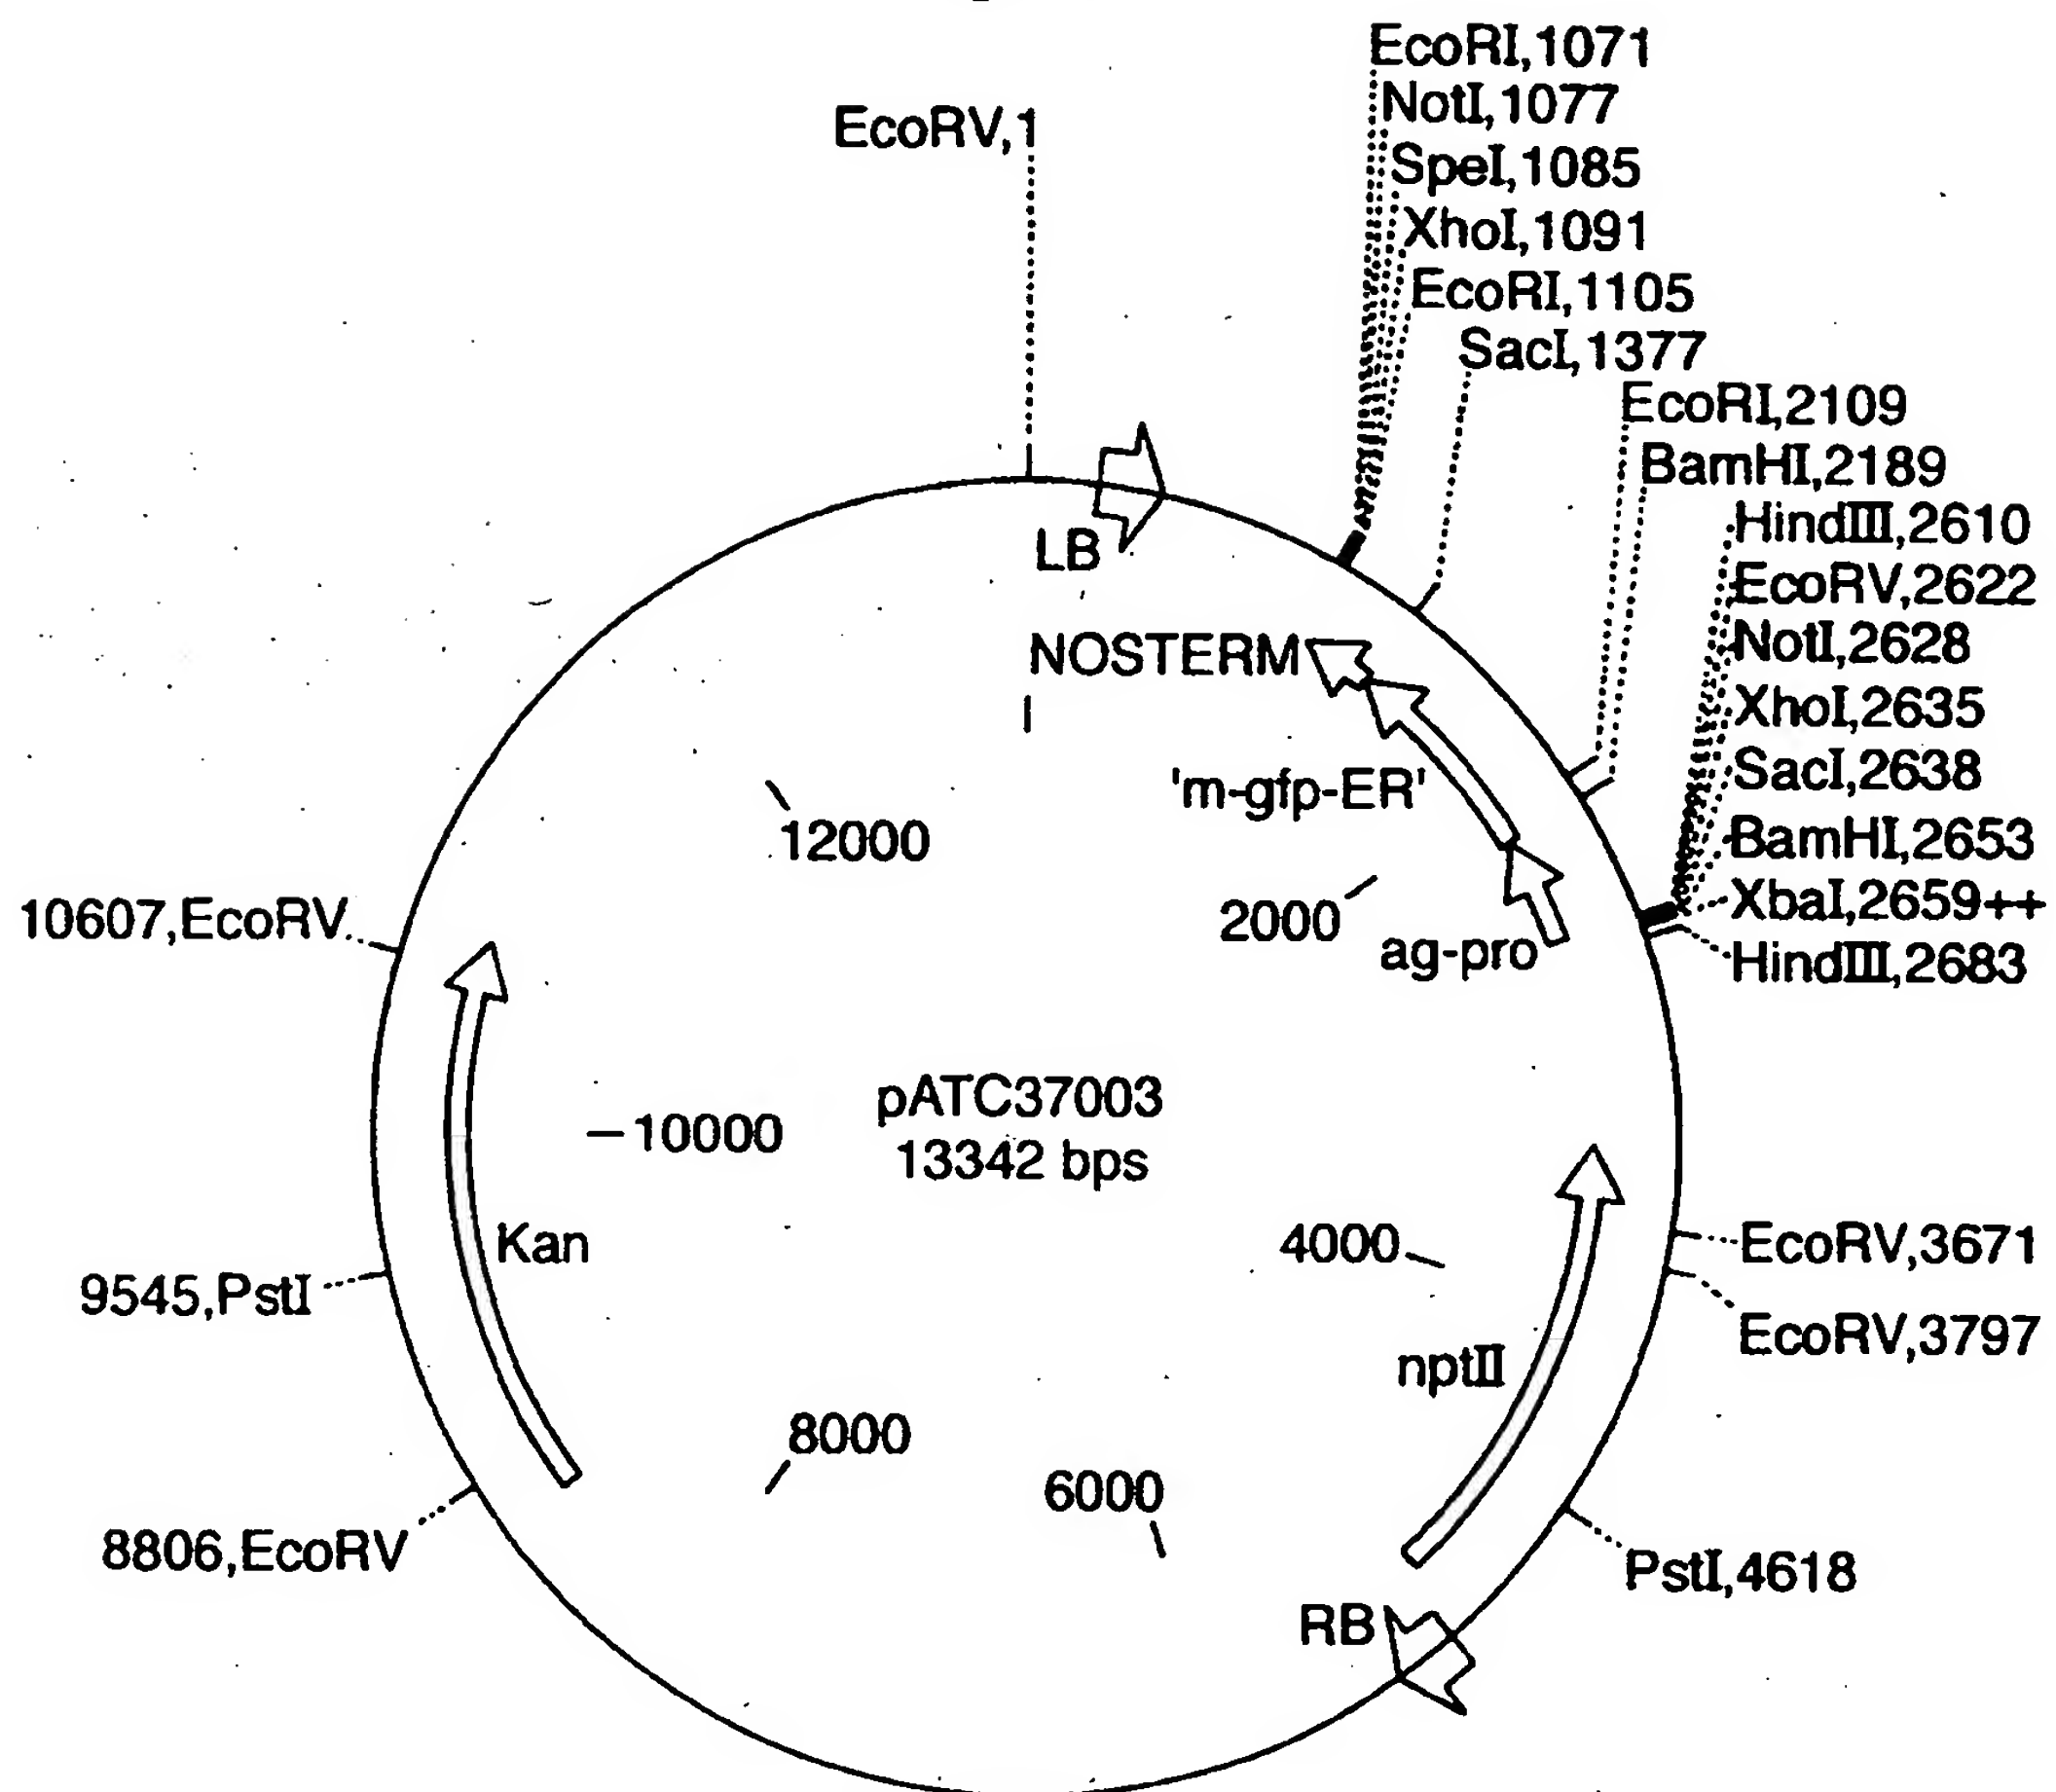 EcoRI,1071
NotI,1077
EcoRV,1
SpeI,1085
XhoI,1091
EcoRI,1105
SacI,1377
EcoRI,2109
BamHI,2189
HindIII,2610
LB
EcoRV,2622
NOSTERM
NotI,2628
XhoI,2635
'm-gfp-ER'
SacI,2638
12000
BamHI,2653
XbaI,2659++
10607,EcoRV
2000
ag-pro
HindIII,2683
pATC37003
10000
13342 bps
Kan
4000
EcoRV,3671
9545,PstI
EcoRV,3797
nptII
8000
6000
8806,EcoRV
PstI,4618
RB